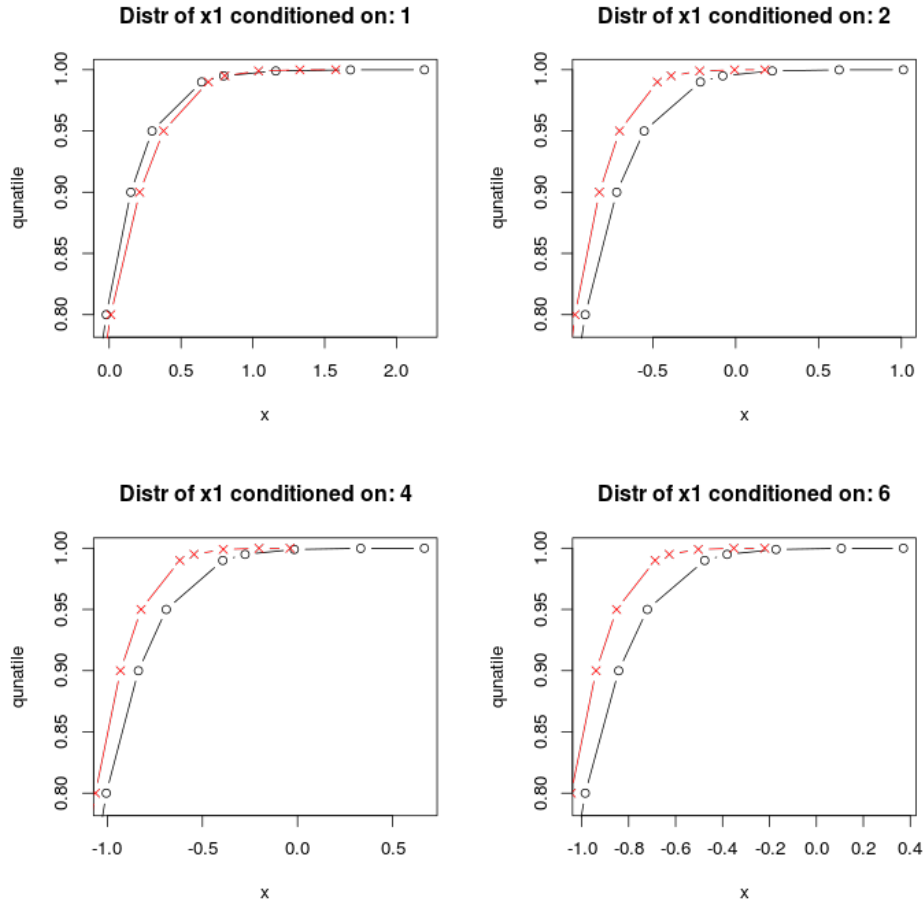 Distr of x1 conditioned on: 1
qunatile
1.00
0.95
0.90
0.85
0.80
0.0 0.5 1.0 1.5 2.0
x
Distr of x1 conditioned on: 2
qunatile
1.00
0.95
0.90
0.85
0.80
-0.5 0.0 0.5 1.0
x
Distr of x1 conditioned on: 4
qunatile
1.00
0.95
0.90
0.85
0.80
-1.0 -0.5 0.0 0.5
x
Distr of x1 conditioned on: 6
qunatile
1.00
0.95
0.90
0.85
0.80
-1.0 -0.8 -0.6 -0.4 -0.2 0.0 0.2 0.4
x